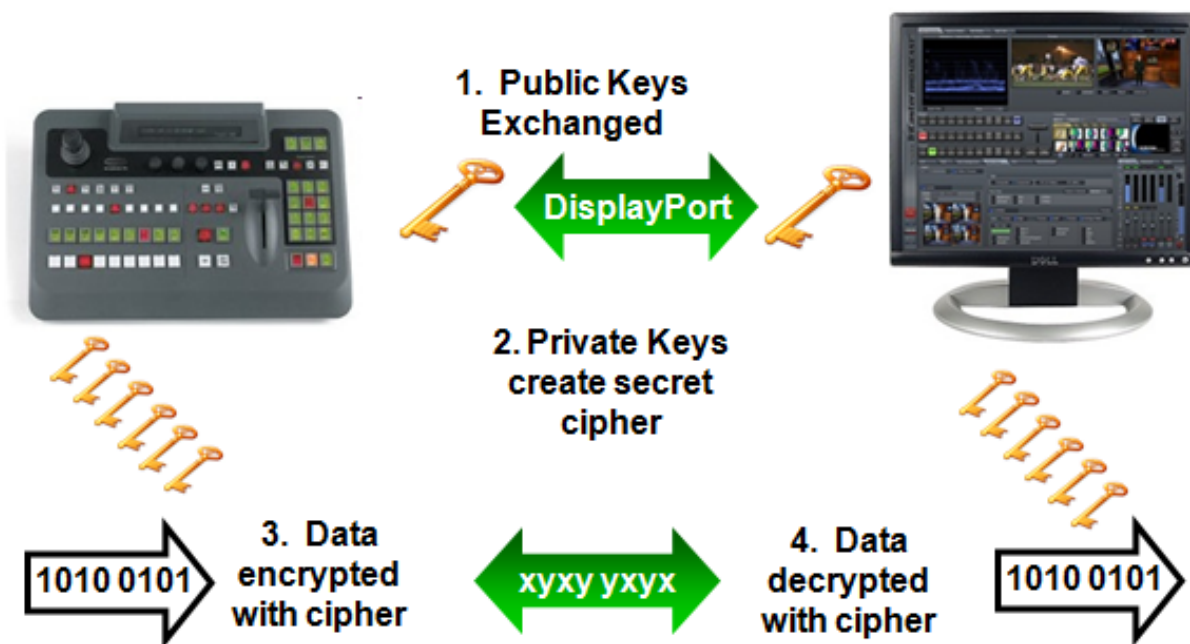 1. Public Keys
Exchanged
DisplayPort
DELL
2. Private Keys
create secret
cipher
1010 0101
3. Data
encrypted
with cipher
xyxy yxyx
4. Data
decrypted
with cipher
1010 0101